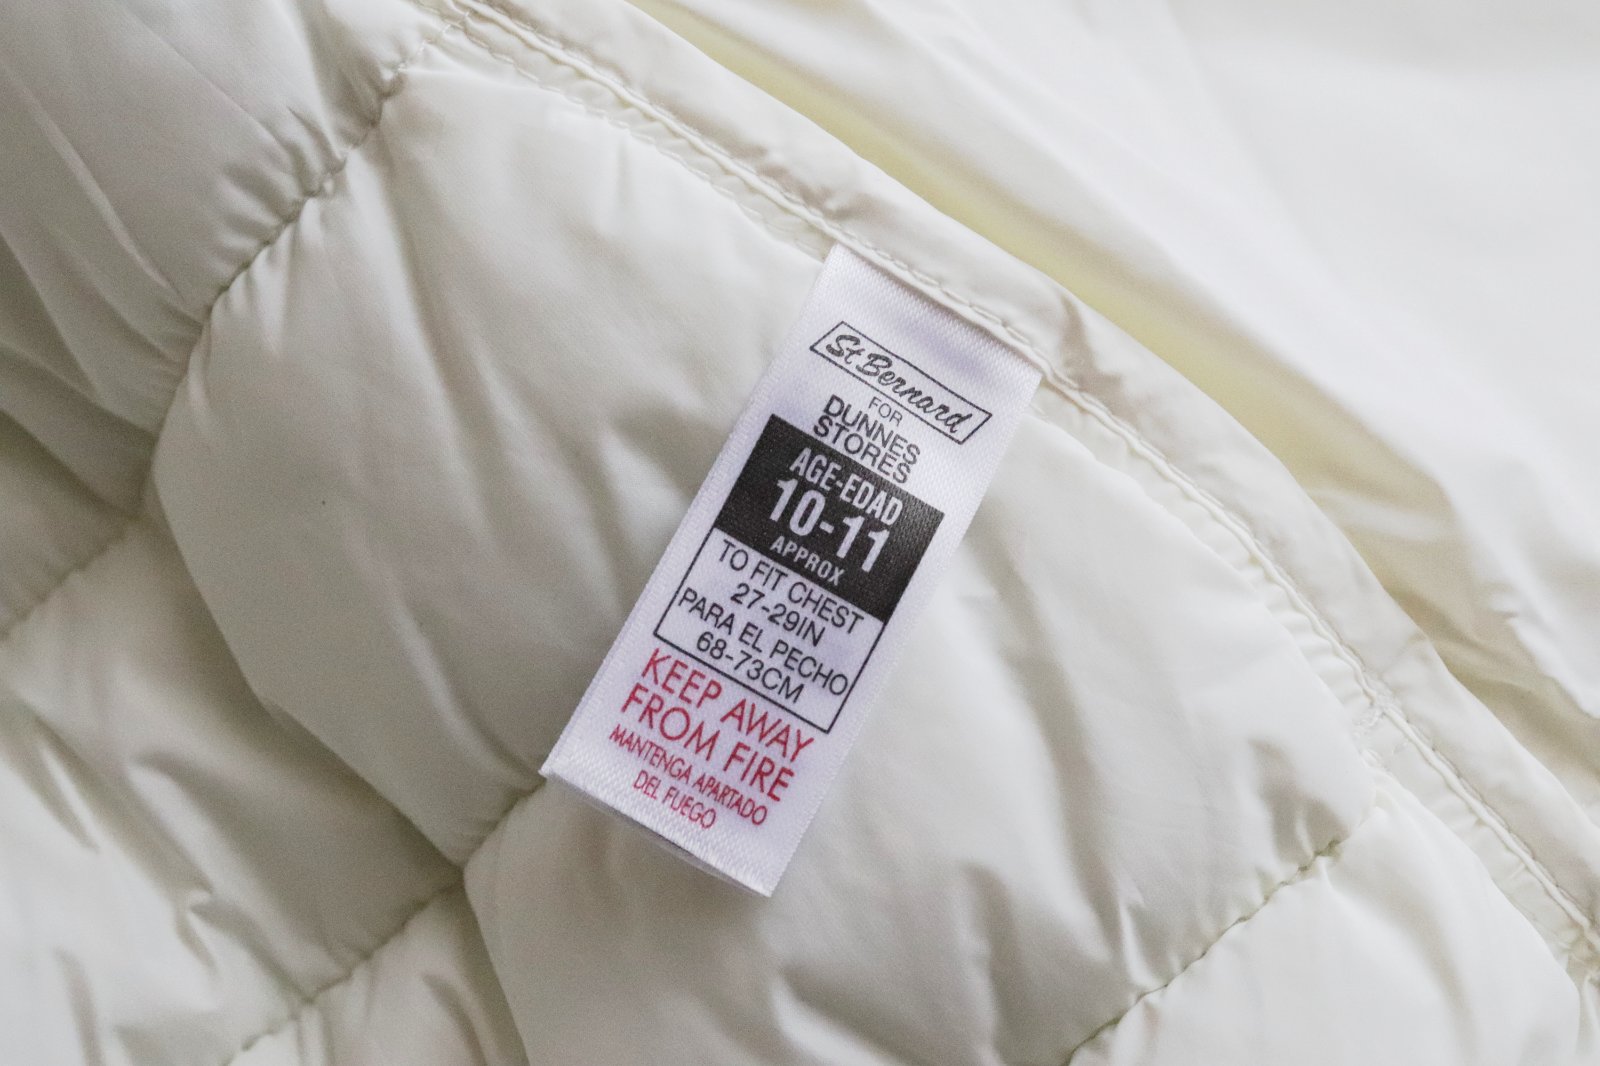 St Bernard
FOR
DUNNES
STORES
AGE-EDAD
10-11
APPROX
TO FIT CHEST
27-29IN
PARA EL PECHO
68-73CM
KEEP AWAY
FROM FIRE
MANTENGA APARTADO
DEL FUEGO